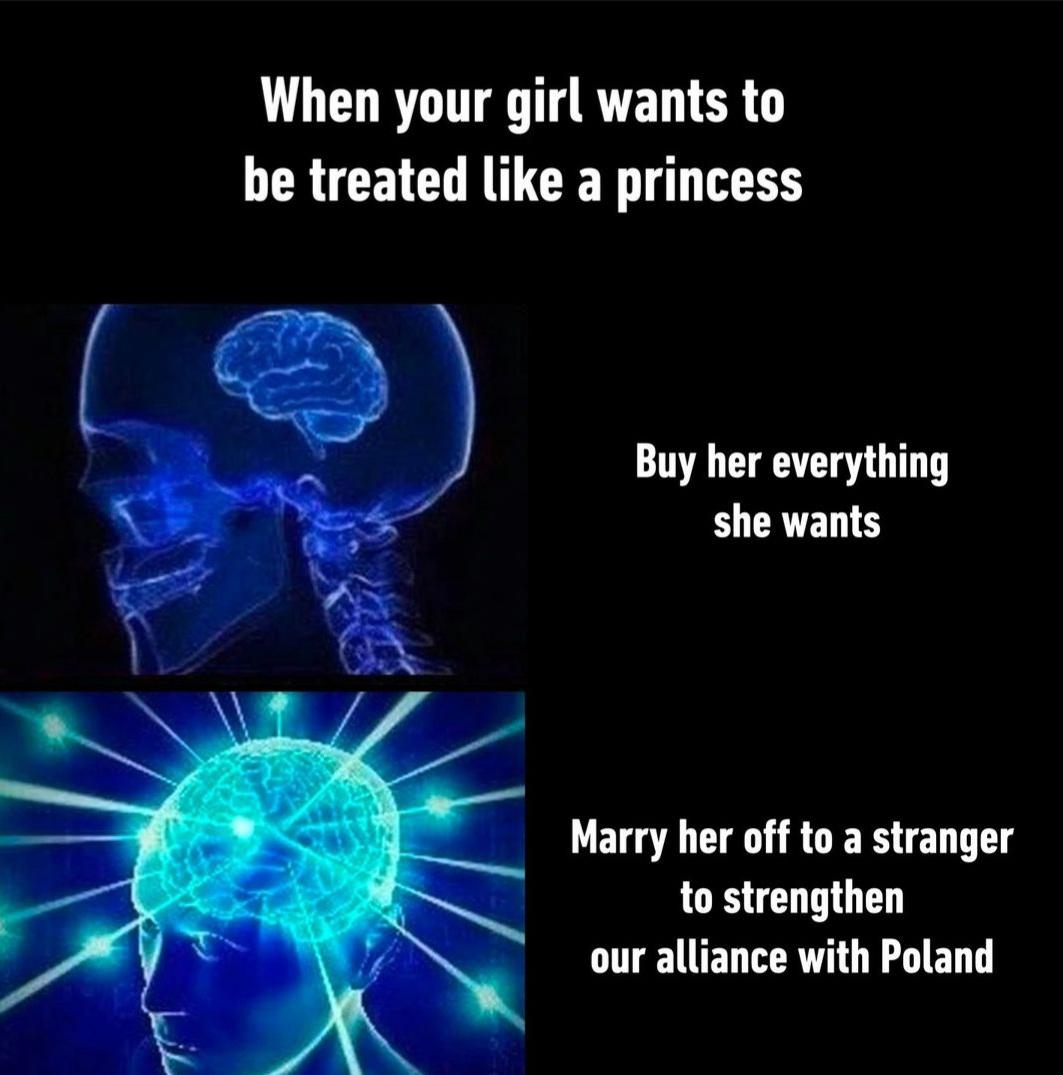 When your girl wants to
be treated like a princess
Buy her everything
she wants
Marry her off to a stranger
to strengthen
our alliance with Poland